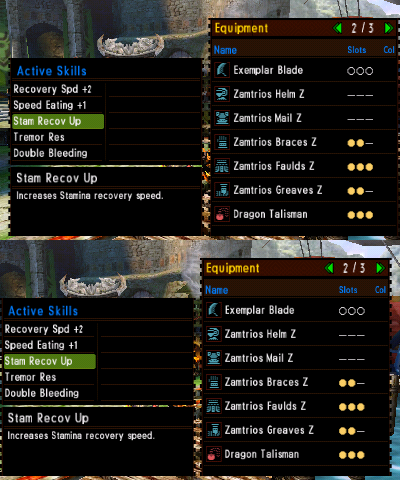 Equipment 2 / 3
Name Slots Col
Exemplar Blade ○○○
Zamtrios Helm Z ---
Zamtrios Mail Z ---
Zamtrios Braces Z ●●-
Zamtrios Faulds Z ●●●
Zamtrios Greaves Z ●●-
Dragon Talisman ●●●
Active Skills
Recovery Spd +2
Speed Eating +1
Stam Recov Up
Tremor Res
Double Bleeding
Stam Recov Up
Increases Stamina recovery speed.
Equipment 2 / 3
Name Slots Col
Exemplar Blade ○○○
Zamtrios Helm Z ---
Zamtrios Mail Z ---
Zamtrios Braces Z ●●-
Zamtrios Faulds Z ●●●
Zamtrios Greaves Z ●●-
Dragon Talisman ●●●
Active Skills
Recovery Spd +2
Speed Eating +1
Stam Recov Up
Tremor Res
Double Bleeding
Stam Recov Up
Increases Stamina recovery speed.